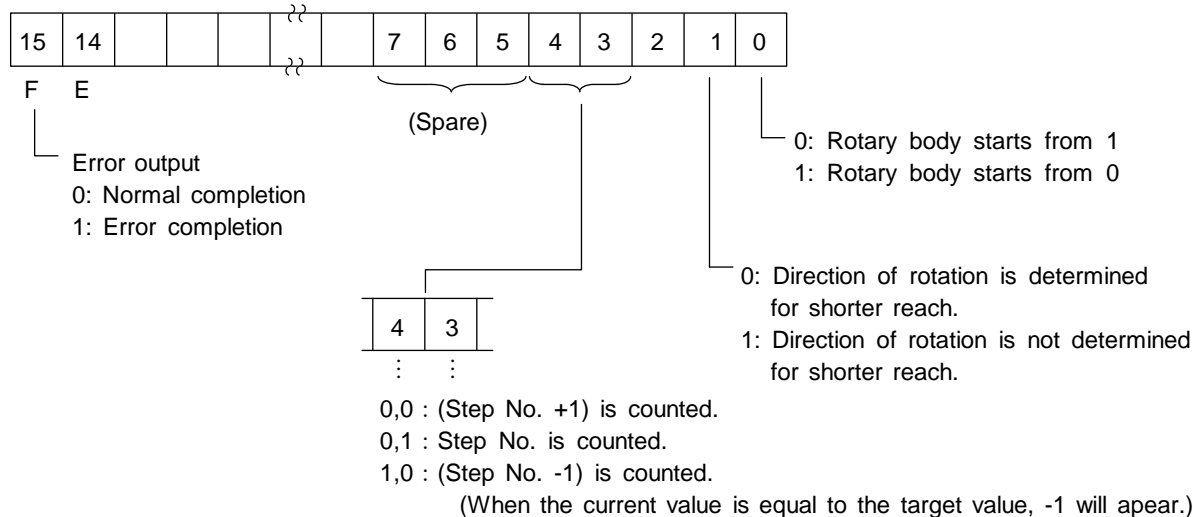 15 14 7 6 5 4 3 2 1 0
F E
(Spare)
Error output
0: Normal completion
1: Error completion
0: Rotary body starts from 1
1: Rotary body starts from 0
0: Direction of rotation is determined
for shorter reach.
1: Direction of rotation is not determined
for shorter reach.
4 3
0,0 : (Step No. +1) is counted.
0,1 : Step No. is counted.
1,0 : (Step No. -1) is counted.
(When the current value is equal to the target value, -1 will apear.)